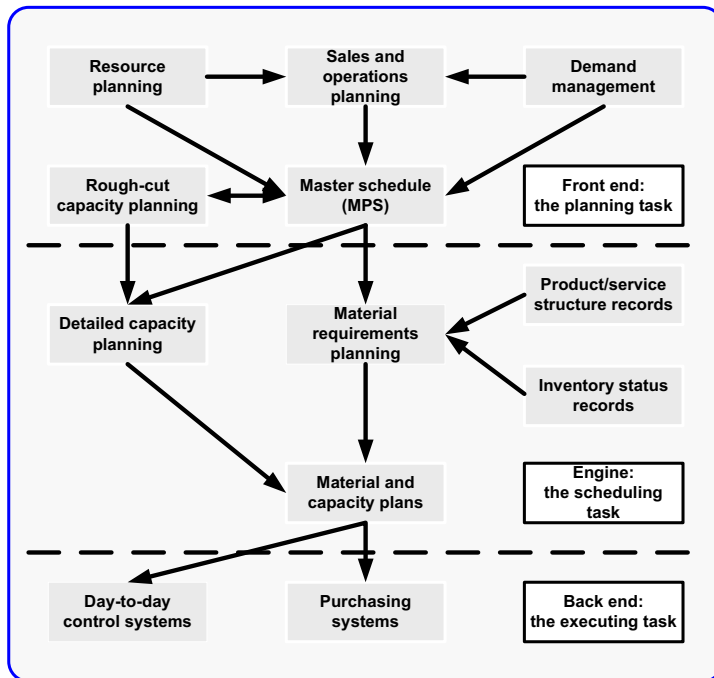 Resource
planning
Sales and
operations
planning
Demand
management
Rough-cut
capacity planning
Master schedule
(MPS)
Front end:
the planning task
Product/service
structure records
Detailed capacity
planning
Material
requirements
planning
Inventory status
records
Material and
capacity plans
Engine:
the scheduling
task
Day-to-day
control systems
Purchasing
systems
Back end:
the executing task